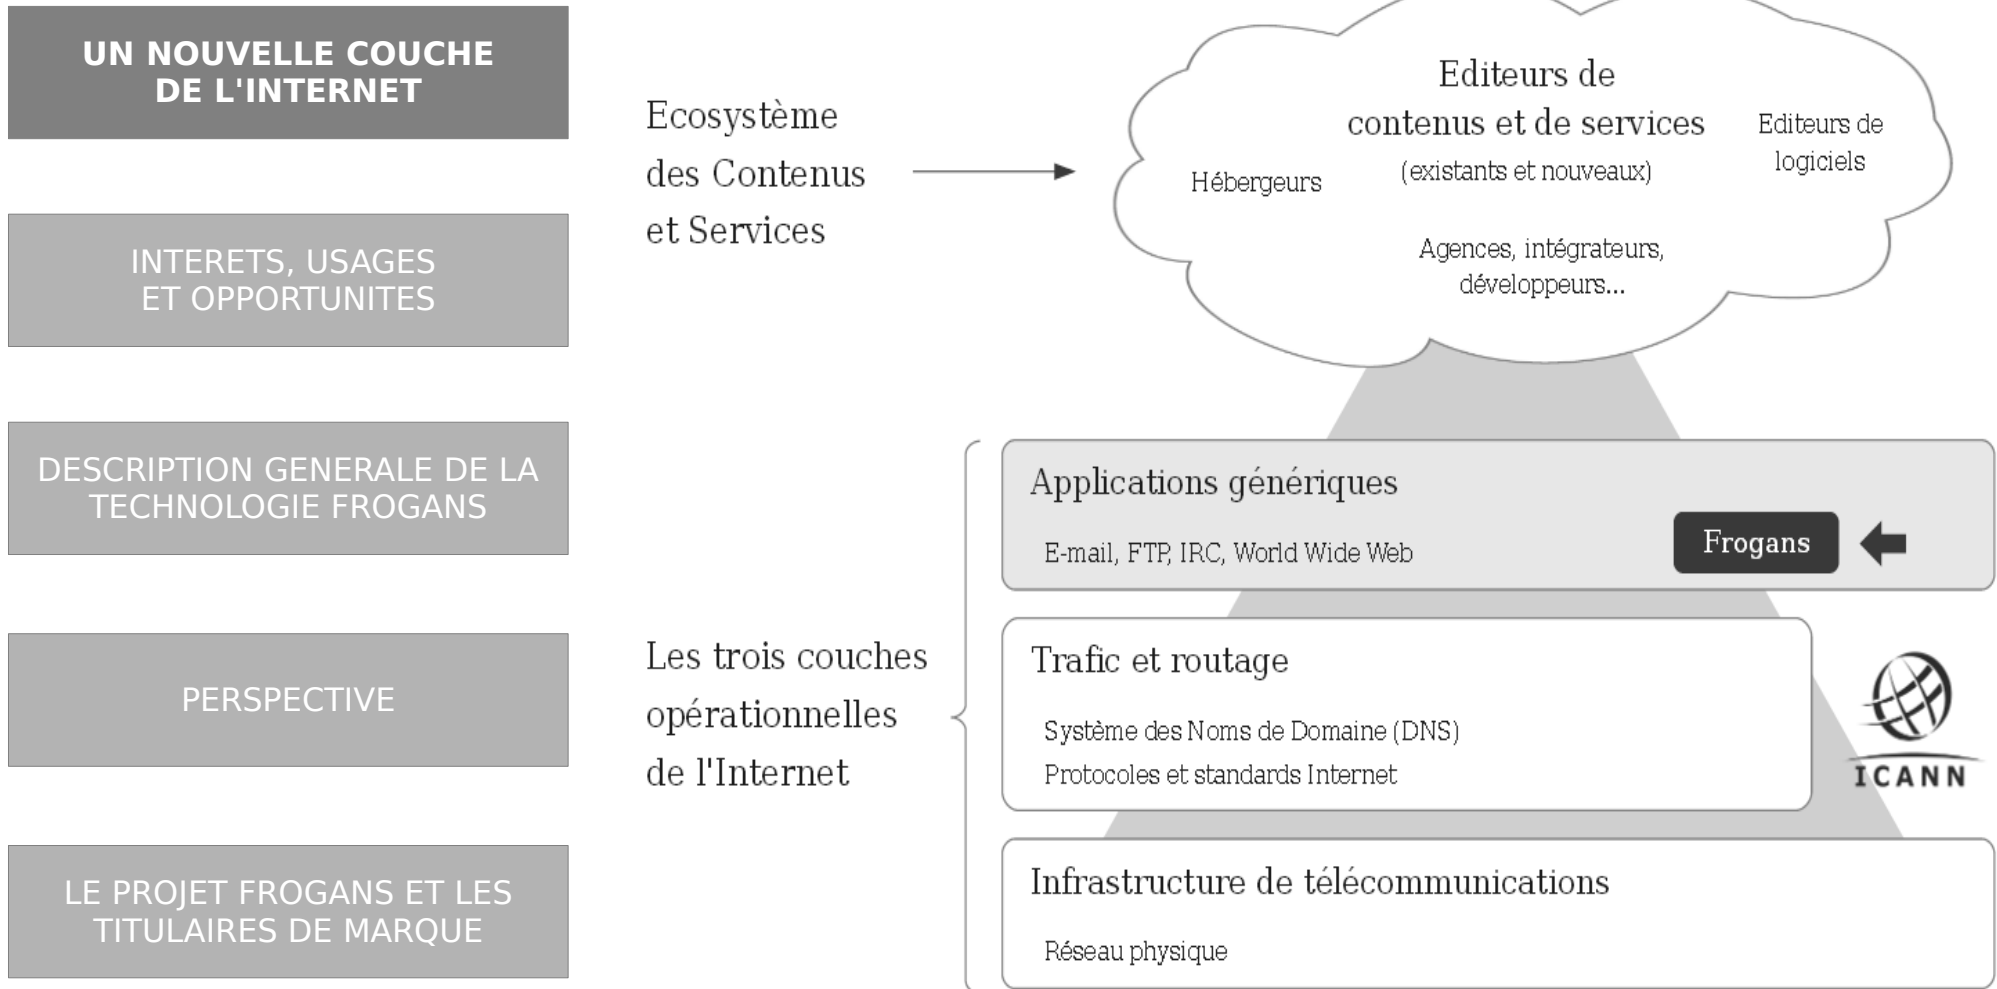 UN NOUVELLE COUCHE
DE L'INTERNET
INTERETS, USAGES
ET OPPORTUNITES
DESCRIPTION GENERALE DE LA
TECHNOLOGIE FROGANS
PERSPECTIVE
LE PROJET FROGANS ET LES
TITULAIRES DE MARQUE
Ecosystème
des Contenus
et Services
Editeurs de
contenus et de services
(existants et nouveaux)
Hébergeurs
Editeurs de
logiciels
Agences, intégrateurs,
développeurs...
Les trois couches
opérationnelles
de l'Internet
Applications génériques
E-mail, FTP, IRC, World Wide Web
Frogans
Trafic et routage
Système des Noms de Domaine (DNS)
Protocoles et standards Internet
ICANN
Infrastructure de télécommunications
Réseau physique